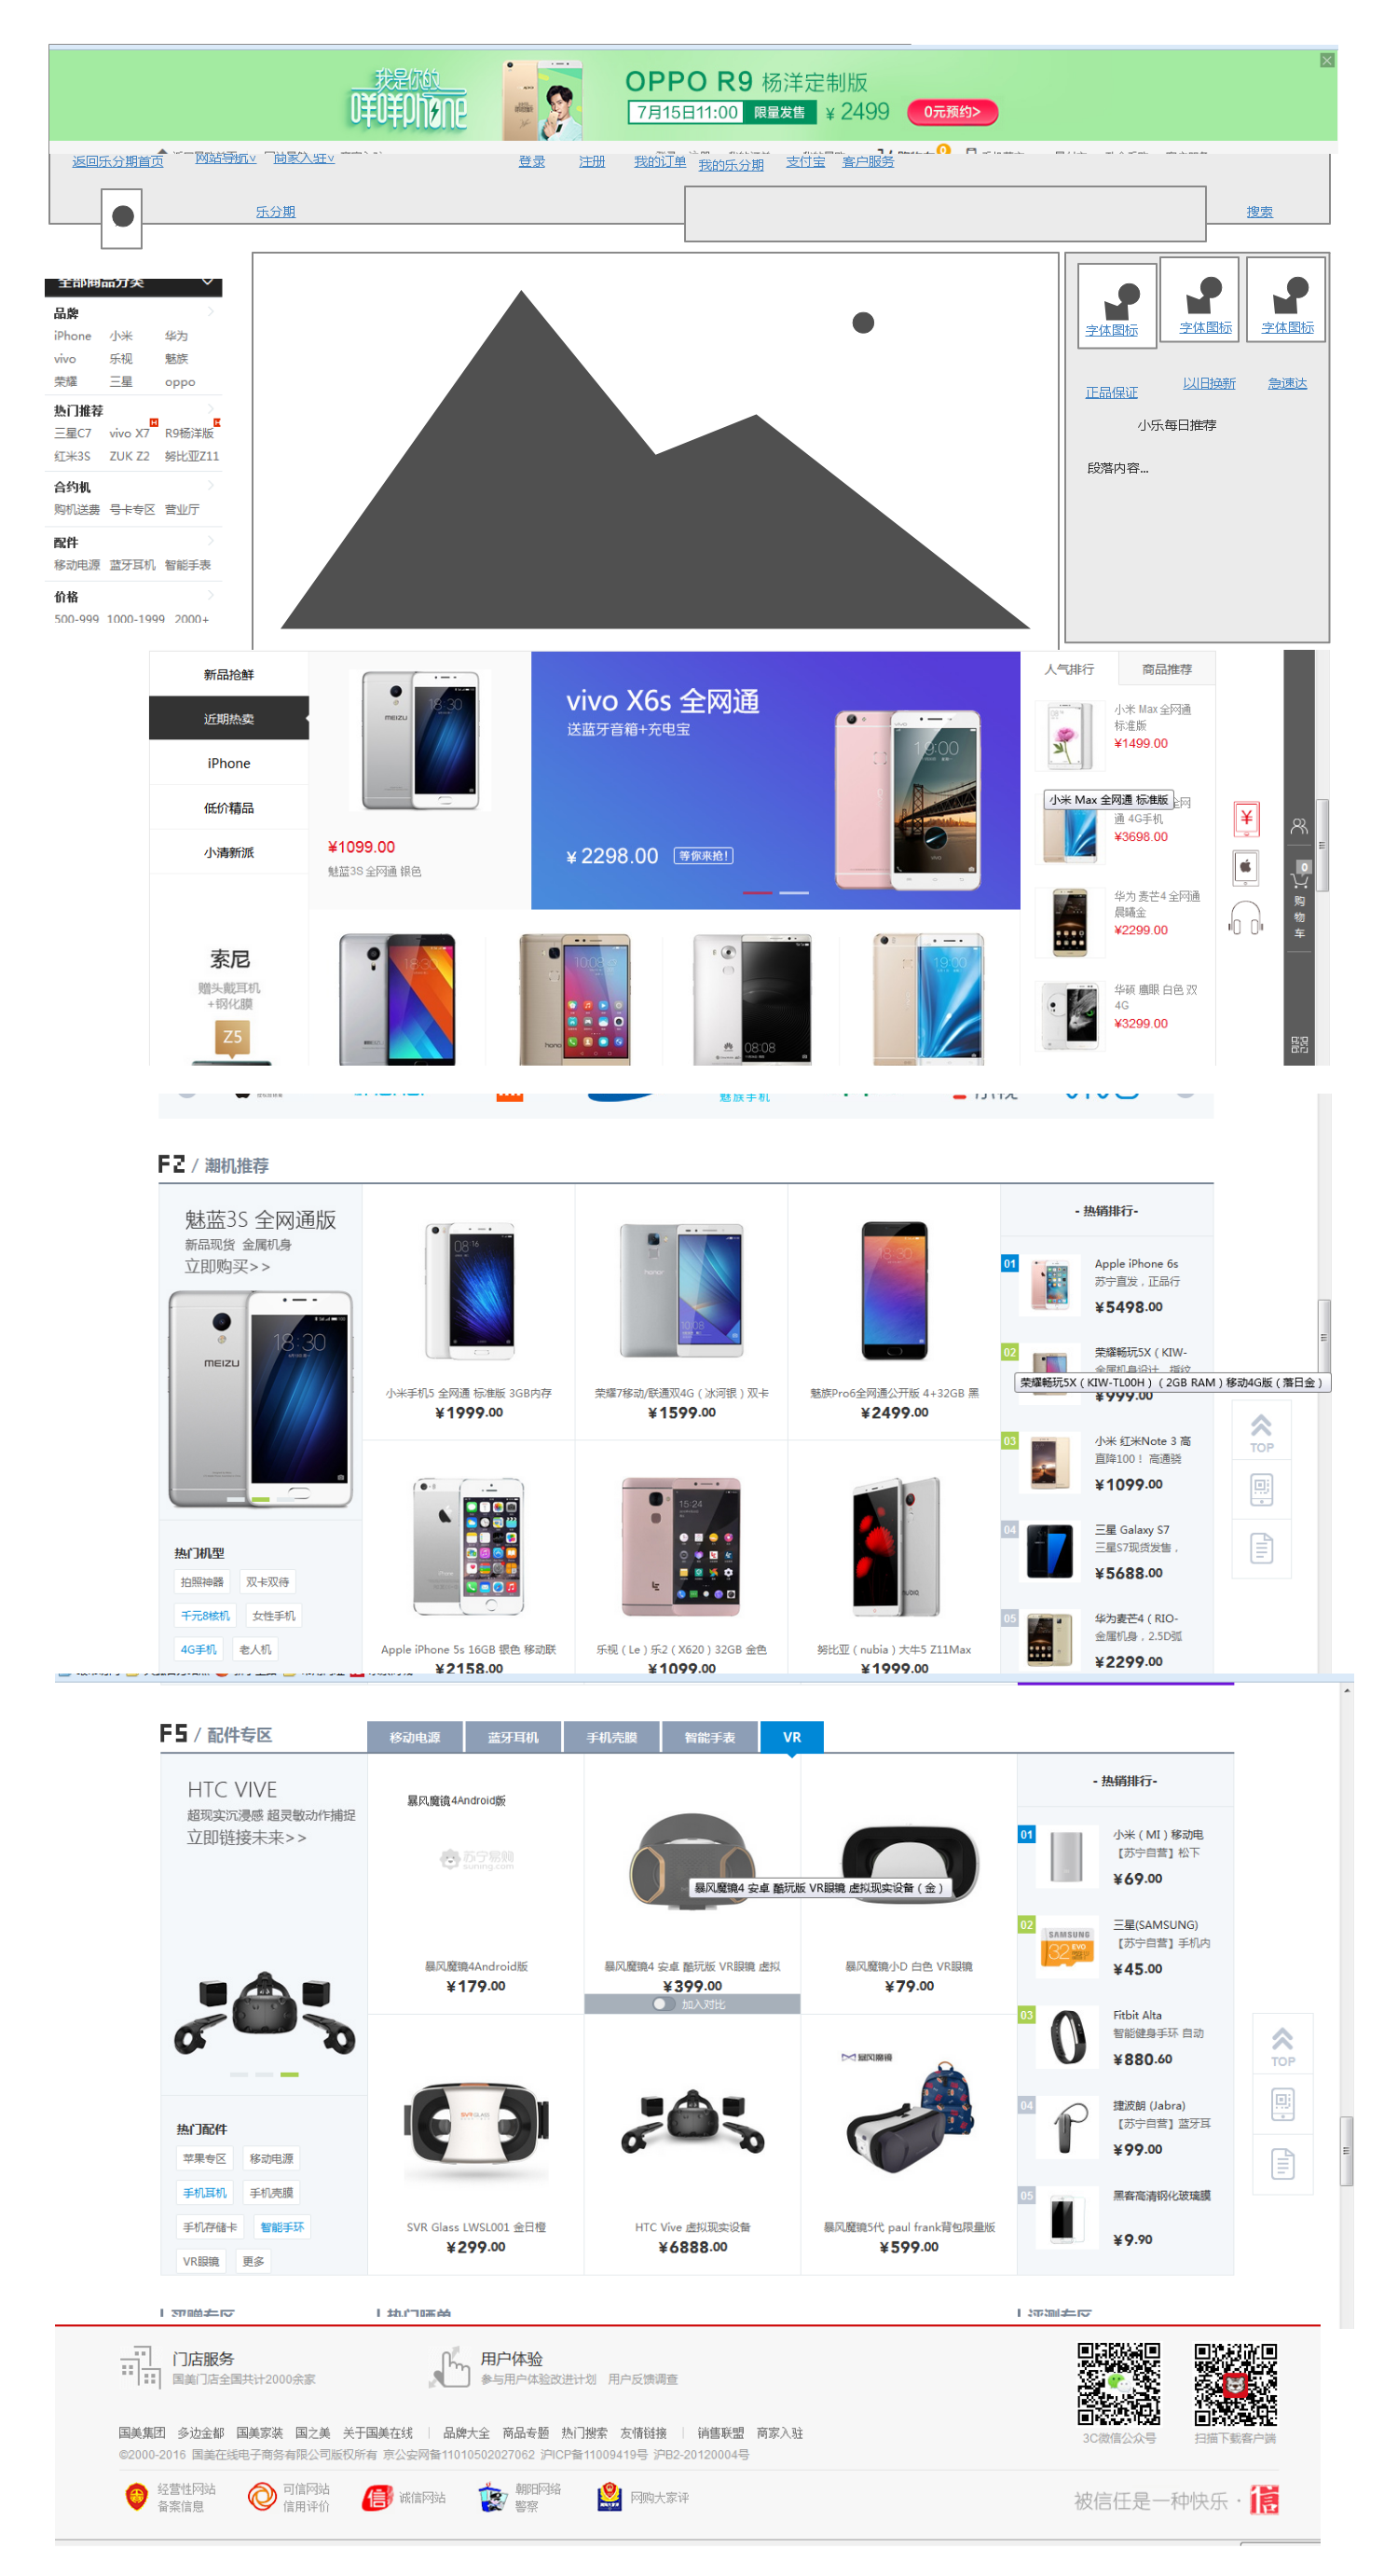 我是你的
咩咩phone
OPPO R9 杨洋定制版
7月15日11:00 限量发售 ¥ 2499 0元预约>
返回乐分期首页 网站导航∨ 商家入驻∨ 登录 注册 我的订单 我的乐分期 支付宝 客户服务
乐分期 搜索
全部商品分类
品牌
iPhone 小米 华为
vivo 乐视 魅族
荣耀 三星 oppo
热门推荐
三星C7 vivo X7 R9杨洋版
红米3S ZUK Z2 努比亚Z11
合约机
购机送费 号卡专区 营业厅
配件
移动电源 蓝牙耳机 智能手表
价格
500-999 1000-1999 2000+
字体图标 字体图标 字体图标
正品保证 以旧换新 急速达
小乐每日推荐
段落内容...
新品抢鲜
近期热卖
iPhone
低价精品
小清新派
索尼
赠头戴耳机
+钢化膜
Z5
MEIZU
18:30
¥1099.00
魅蓝3S 全网通 银色
vivo X6s 全网通
送蓝牙音箱+充电宝
¥ 2298.00 等你来抢!
人气排行 商品推荐
小米 Max 全网通
标准版
¥1499.00
小米 Max 全网通 标准版
全网
通 4G手机
¥3698.00
华为 麦芒4 全网通
晨曦金
¥2299.00
华硕 鹰眼 白色 双
4G
¥3299.00
0
购物车
魅族手机
F2 / 潮机推荐
魅蓝3S 全网通版
新品现货 金属机身
立即购买>>
MEIZU
18:30
热门机型
拍照神器 双卡双待
千元8核机 女性手机
4G手机 老人机
小米手机5 全网通 标准版 3GB内存
¥1999.00
荣耀7移动/联通双4G（冰河银）双卡
¥1599.00
魅族Pro6全网通公开版 4+32GB 黑
¥2499.00
Apple iPhone 5s 16GB 银色 移动联
¥2158.00
乐视（Le）乐2（X620）32GB 金色
¥1099.00
努比亚（nubia）大牛5 Z11Max
¥1999.00
- 热销排行-
01 Apple iPhone 6s
苏宁直发，正品行
¥5498.00
02 荣耀畅玩5X（KIW-
金属机身设计，指纹
荣耀畅玩5X（KIW-TL00H）（2GB RAM）移动4G版（落日金）
¥999.00
03 小米 红米Note 3 高
直降100！ 高通骁
¥1099.00
04 三星 Galaxy S7
三星S7现货发售，
¥5688.00
05 华为麦芒4（RIO-
金属机身，2.5D弧
¥2299.00
TOP
F5 / 配件专区
移动电源 蓝牙耳机 手机壳膜 智能手表 VR
HTC VIVE
超现实沉浸感 超灵敏动作捕捉
立即链接未来>>
热门配件
苹果专区 移动电源
手机耳机 手机壳膜
手机存储卡 智能手环
VR眼镜 更多
暴风魔镜4Android版
苏宁易购
suning.com
暴风魔镜4Android版
¥179.00
暴风魔镜4 安卓 酷玩版 VR眼镜 虚拟现实设备（金）
暴风魔镜4 安卓 酷玩版 VR眼镜 虚拟
¥399.00
加入对比
暴风魔镜小D 白色 VR眼镜
¥79.00
SVR Glass LWSL001 金日橙
¥299.00
HTC Vive 虚拟现实设备
¥6888.00
暴风魔镜
暴风魔镜5代 paul frank背包限量版
¥599.00
- 热销排行-
01 小米（MI）移动电
【苏宁自营】松下
¥69.00
02 三星(SAMSUNG)
【苏宁自营】手机内
¥45.00
03 Fitbit Alta
智能健身手环 自动
¥880.60
04 捷波朗 (Jabra)
【苏宁自营】蓝牙耳
¥99.00
05 黑客高清钢化玻璃膜
¥9.90
TOP
门店服务
国美门店全国共计2000余家
用户体验
参与用户体验改进计划 用户反馈调查
3C微信公众号 扫描下载客户端
国美集团 多边金都 国美家装 国之美 关于国美在线 | 品牌大全 商品专题 热门搜索 友情链接 | 销售联盟 商家入驻
©2000-2016 国美在线电子商务有限公司版权所有 京公安网备11010502027062 沪ICP备11009419号 沪B2-20120004号
经营性网站
备案信息
可信网站
信用评价
诚信网站
朝阳网络
警察
网购大家评
被信任是一种快乐 · 信